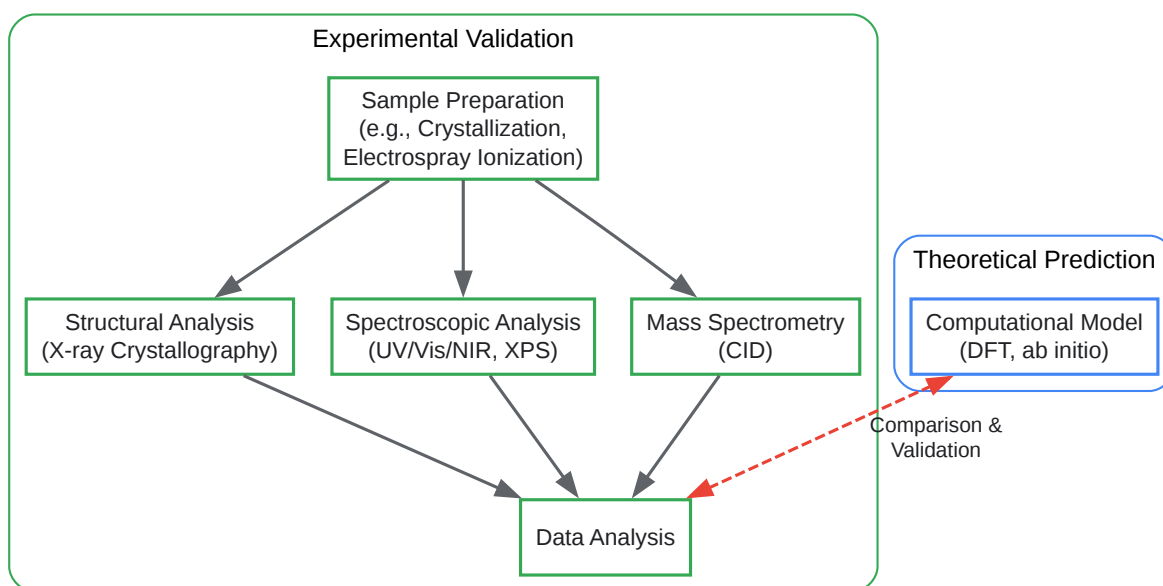 Experimental Validation
Sample Preparation
(e.g., Crystallization,
Electrospray Ionization)
Structural Analysis
(X-ray Crystallography)
Spectroscopic Analysis
(UV/Vis/NIR, XPS)
Mass Spectrometry
(CID)
Theoretical Prediction
Computational Model
(DFT, ab initio)
Comparison &
Validation
Data Analysis